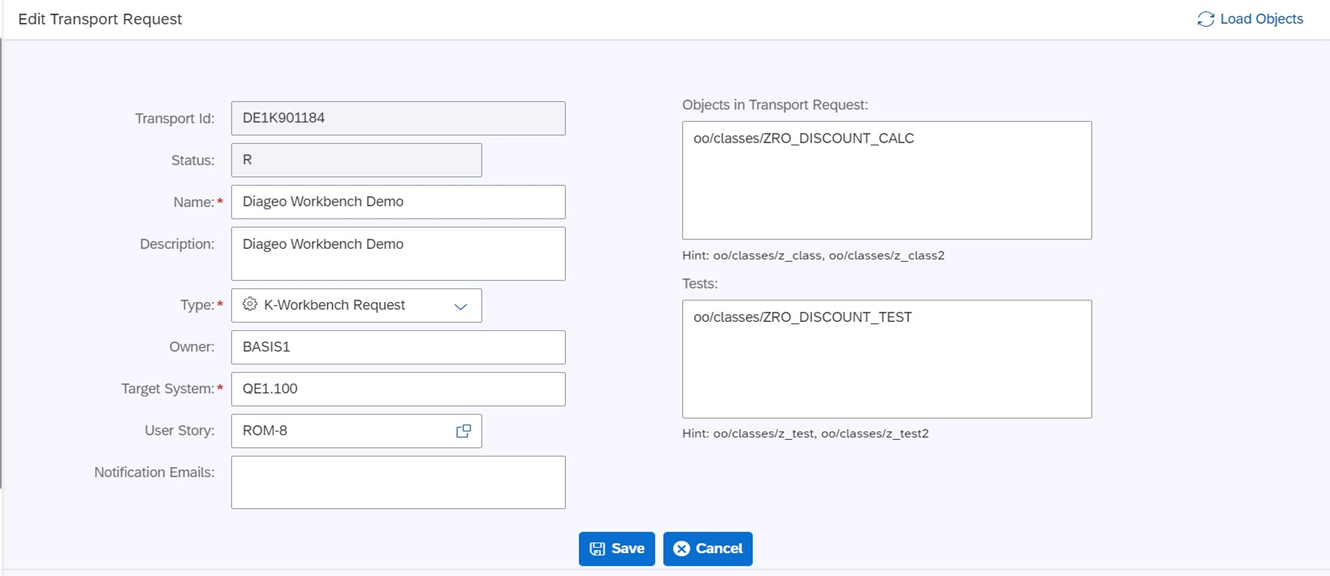 Edit Transport Request
Load Objects
Transport Id:
DE1K901184
Status:
R
Name:*
Diageo Workbench Demo
Description:
Diageo Workbench Demo
Type:*
K-Workbench Request
Owner:
BASIS1
Target System:*
QE1.100
User Story:
ROM-8
Notification Emails:
Objects in Transport Request:
oo/classes/ZRO_DISCOUNT_CALC
Hint: oo/classes/z_class, oo/classes/z_class2
Tests:
oo/classes/ZRO_DISCOUNT_TEST
Hint: oo/classes/z_test, oo/classes/z_test2
Save
Cancel